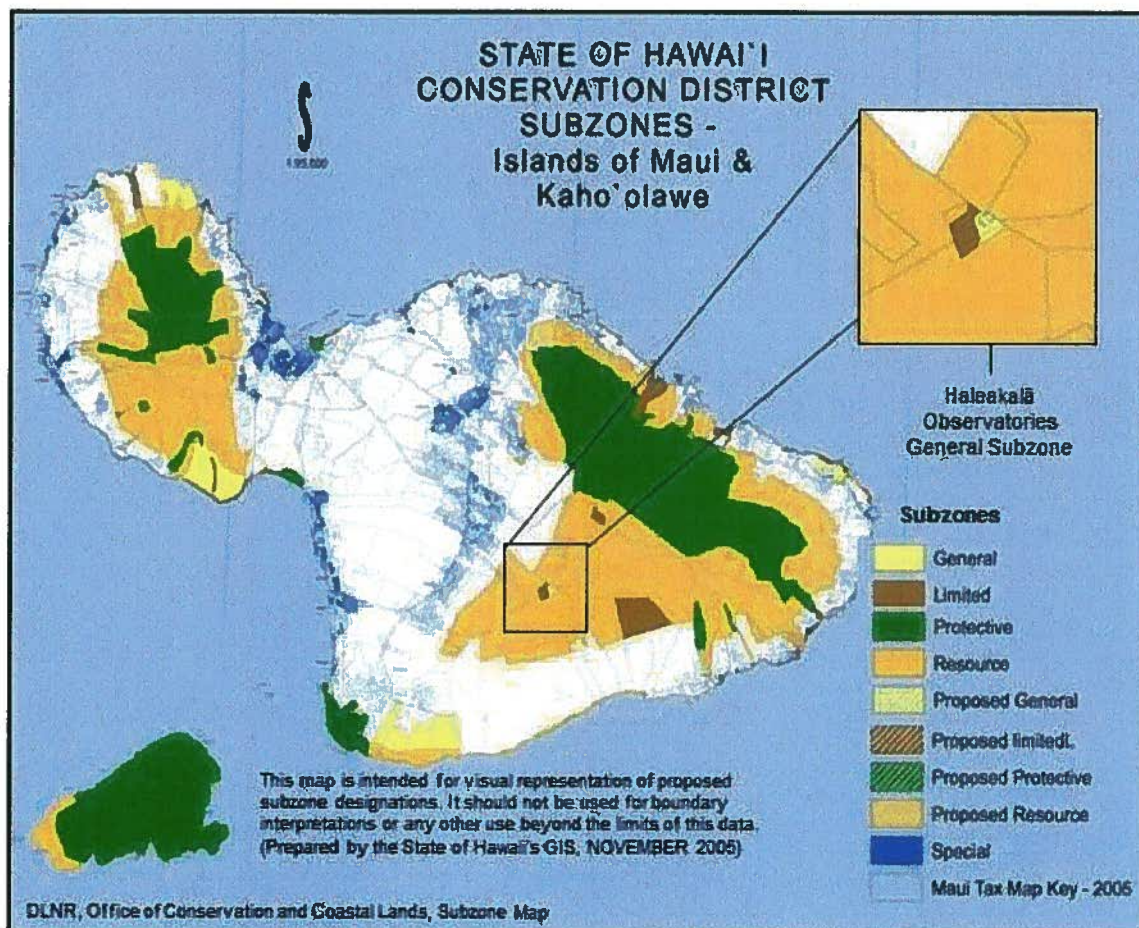 STATE OF HAWAI`I
CONSERVATION DISTRICT
SUBZONES -
Islands of Maui &
Kaho`olawe
1:95,000
Haleakalā
Observatories
General Subzone
Subzones
General
Limited
Protective
Resource
Proposed General
Proposed limitedL
Proposed Protective
Proposed Resource
Special
Maui Tax Map Key - 2005
This map is intended for visual representation of proposed
subzone designations. It should not be used for boundary
interpretations or any other use beyond the limits of this data.
(Prepared by the State of Hawaii's GIS, NOVEMBER 2005)
DLNR, Office of Conservation and Coastal Lands, Subzone Map